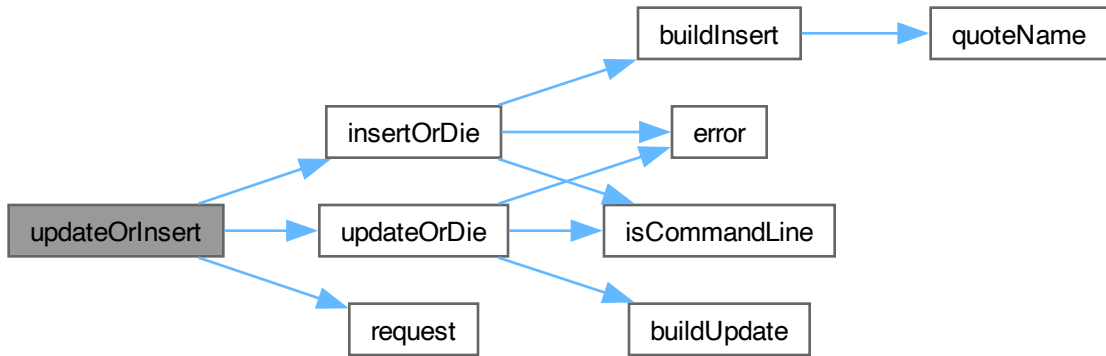 buildInsert
quoteName
insertOrDie
error
updateOrInsert
updateOrDie
isCommandLine
request
buildUpdate